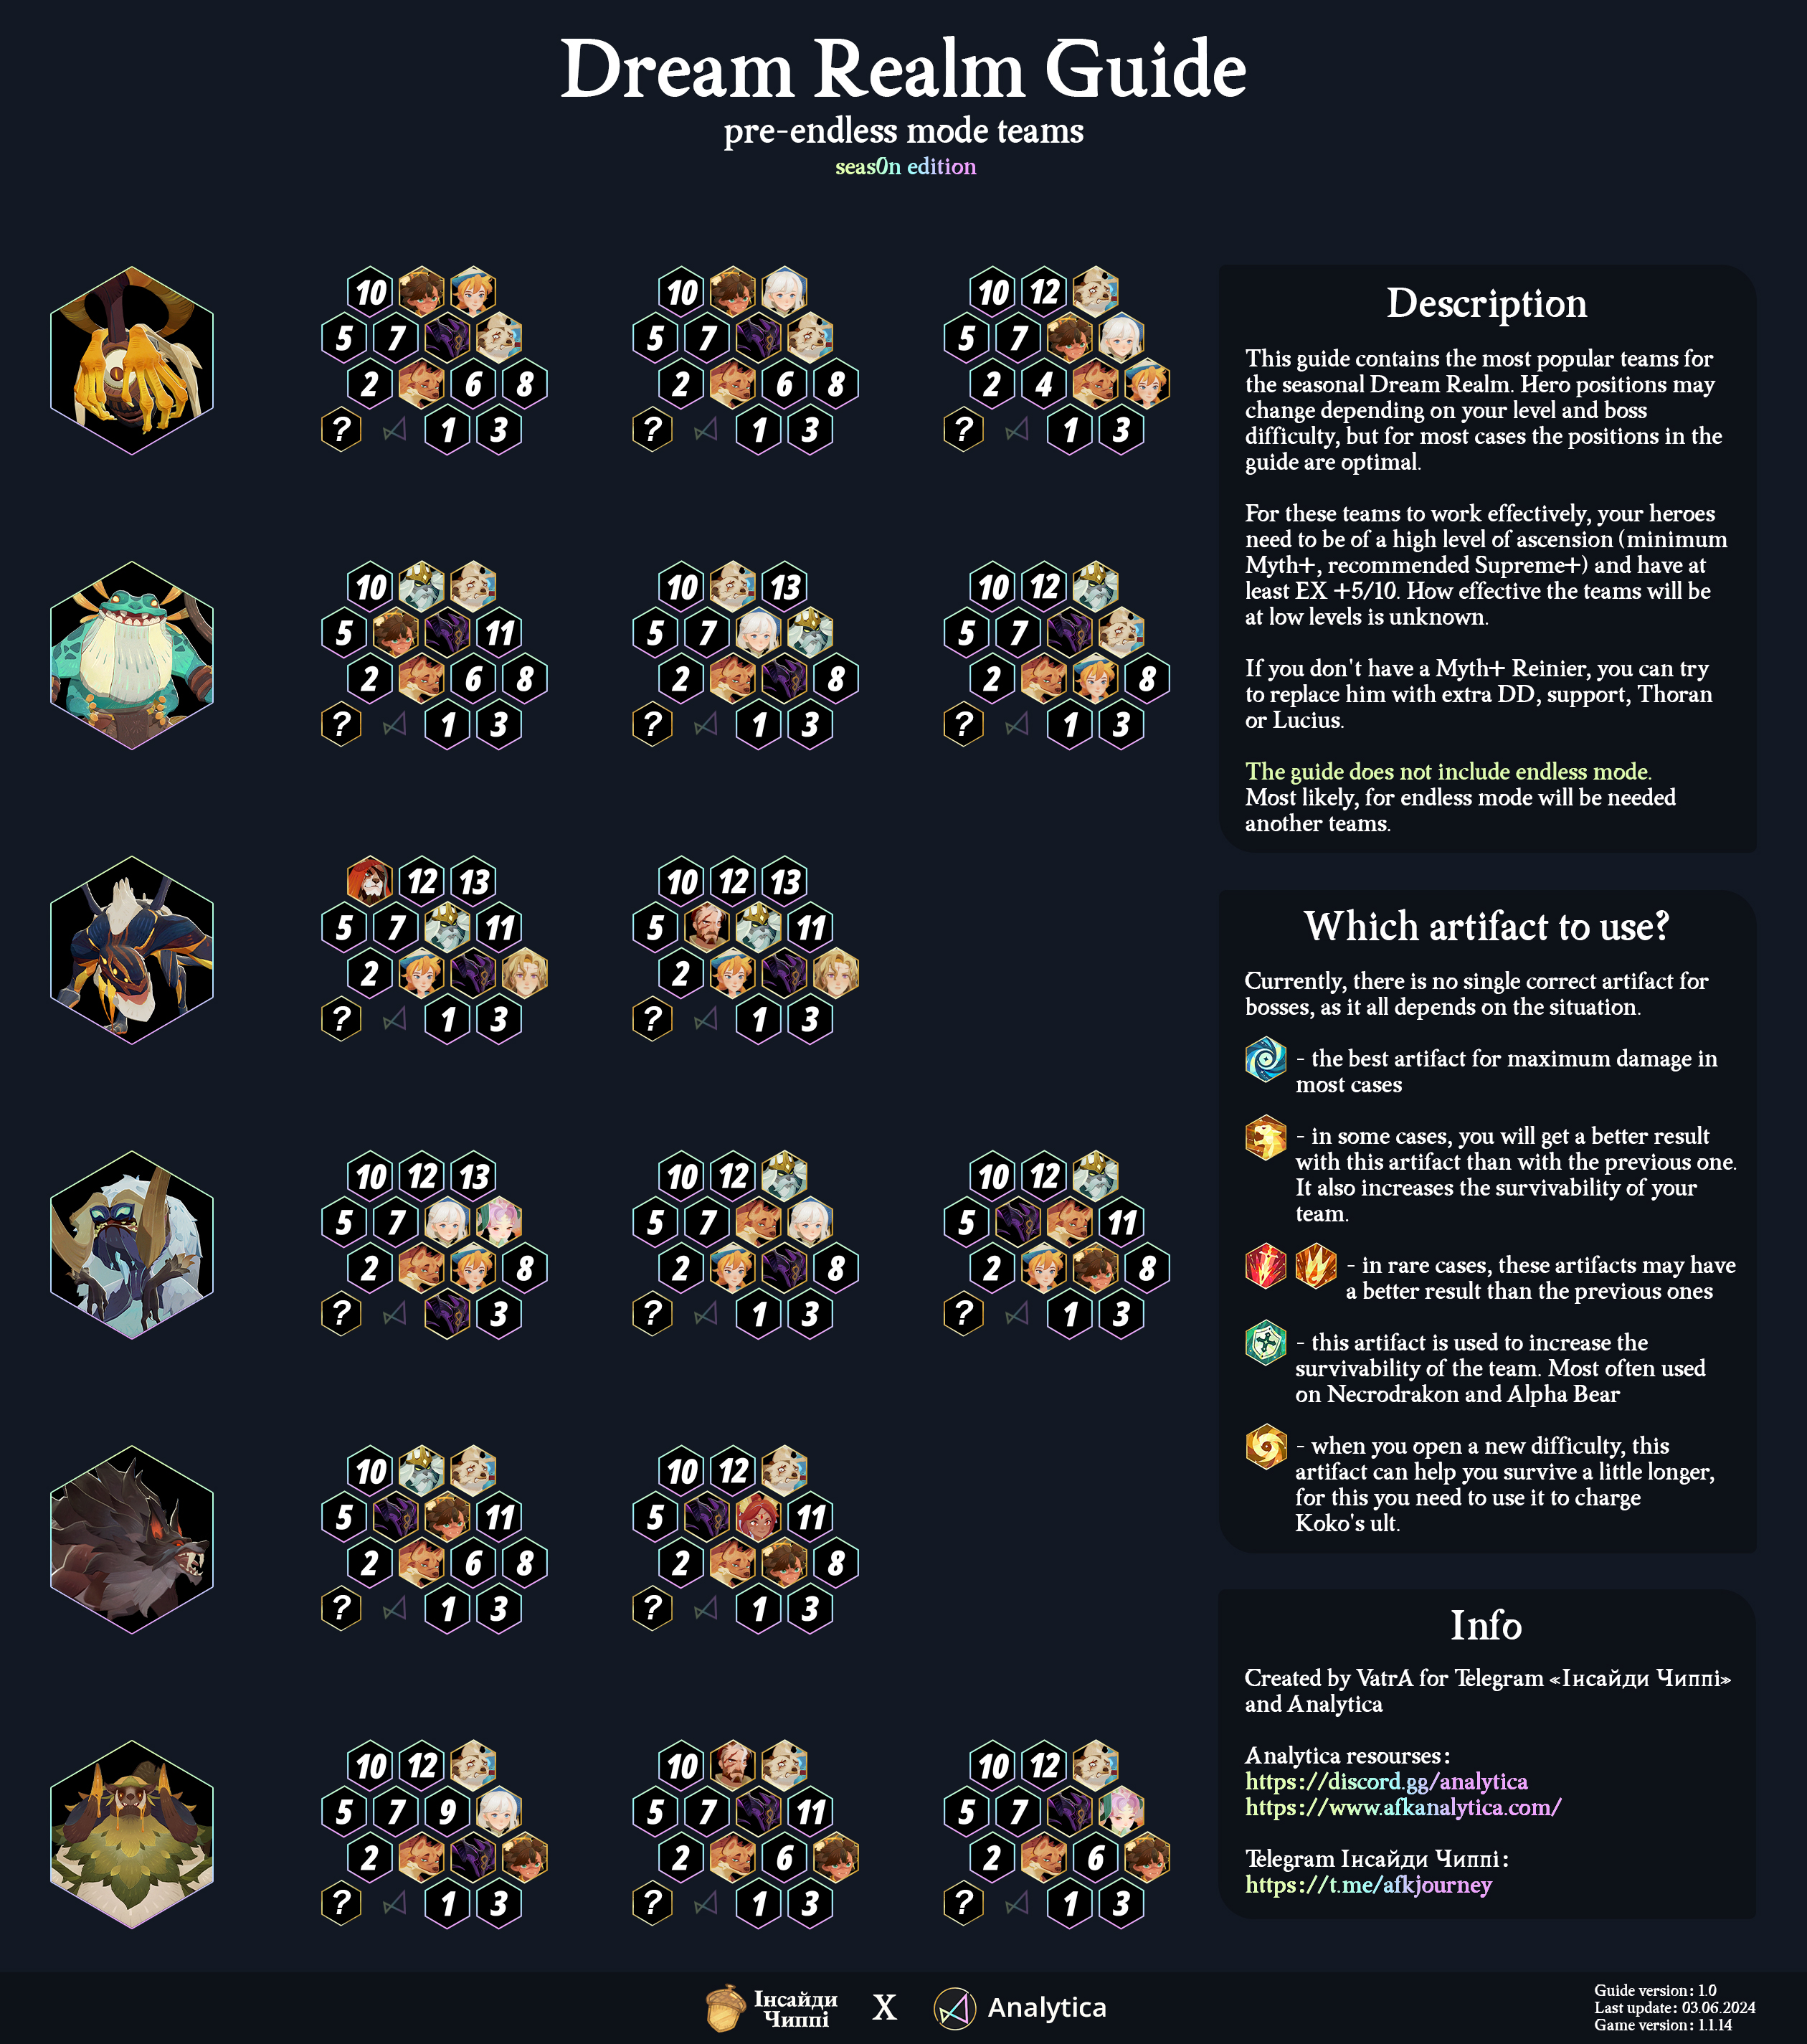 Dream Realm Guide
pre-endless mode teams
seas0n edition
10
5 7
2 6 8
? 1 3
10
5 7
2 6 8
? 1 3
10 12
5 7
2 4
? 1 3
10
5 11
2 6 8
? 1 3
10 13
5 7
2 8
? 1 3
10 12
5 7
2 8
? 1 3
12 13
5 7 11
2
? 1 3
10 12 13
5 11
2
? 1 3
10 12 13
5 7
2 8
? 3
10 12
5 7
2 8
? 1 3
10 12
5 11
2 8
? 1 3
10
5 11
2 6 8
? 1 3
10 12
5 11
2 8
? 1 3
10 12
5 7 9
2
? 1 3
10
5 7 11
2 6
? 1 3
10 12
5 7
2 6
? 1 3
Description
This guide contains the most popular teams for
the seasonal Dream Realm. Hero positions may
change depending on your level and boss
difficulty, but for most cases the positions in the
guide are optimal.
For these teams to work effectively, your heroes
need to be of a high level of ascension (minimum
Myth+, recommended Supreme+) and have at
least EX +5/10. How effective the teams will be
at low levels is unknown.
If you don't have a Myth+ Reinier, you can try
to replace him with extra DD, support, Thoran
or Lucius.
The guide does not include endless mode.
Most likely, for endless mode will be needed
another teams.
Which artifact to use?
Currently, there is no single correct artifact for
bosses, as it all depends on the situation.
- the best artifact for maximum damage in
most cases
- in some cases, you will get a better result
with this artifact than with the previous one.
It also increases the survivability of your
team.
- in rare cases, these artifacts may have
a better result than the previous ones
- this artifact is used to increase the
survivability of the team. Most often used
on Necrodrakon and Alpha Bear
- when you open a new difficulty, this
artifact can help you survive a little longer,
for this you need to use it to charge
Koko's ult.
Info
Created by VatrA for Telegram «Інсайди Чиппі»
and Analytica
Analytica resourses:
https://discord.gg/analytica
https://www.afkanalytica.com/
Telegram Інсайди Чиппі:
https://t.me/afkjourney
Інсайди
Чиппі
X
Analytica
Guide version: 1.0
Last update: 03.06.2024
Game version: 1.1.14